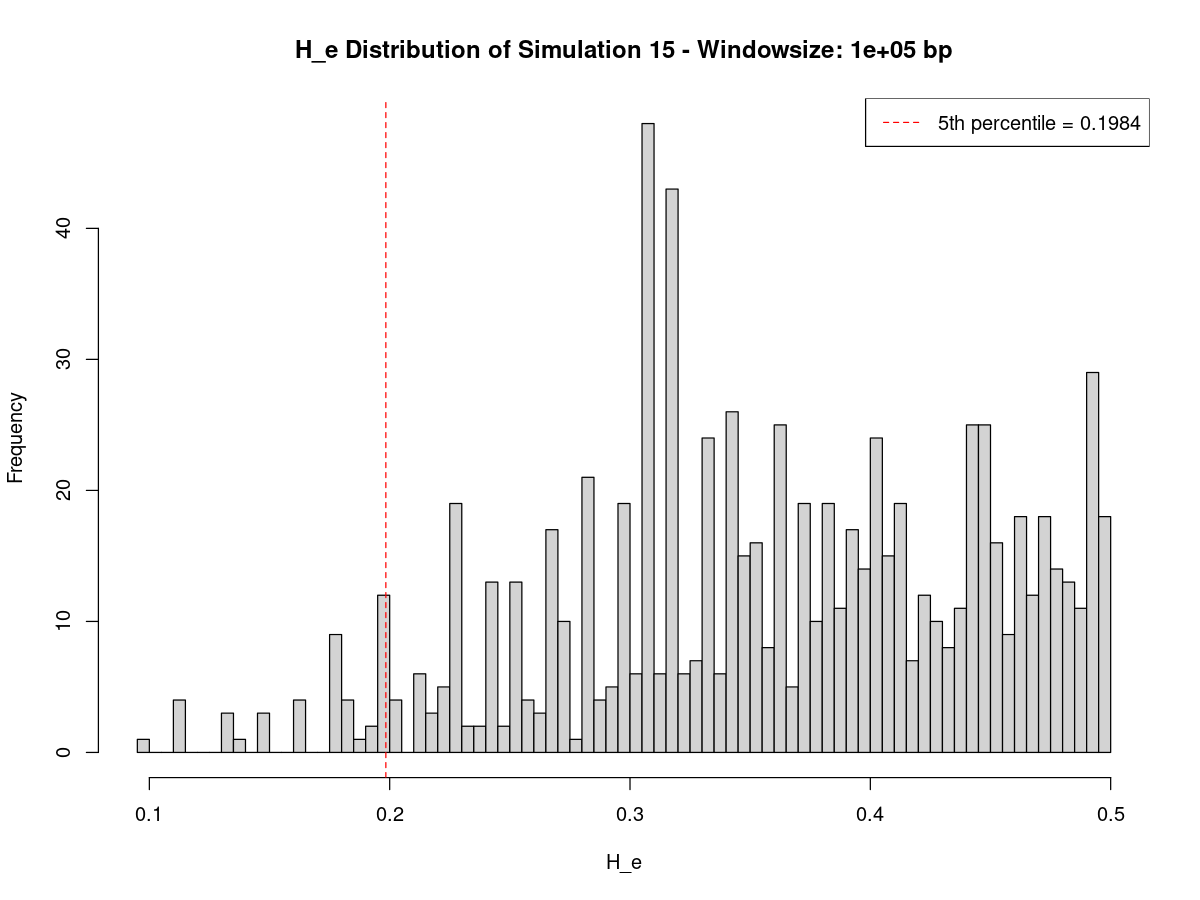 H_e Distribution of Simulation 15 - Windowsize: 1e+05 bp
5th percentile = 0.1984
Frequency
40
30
20
10
0
0.1 0.2 0.3 0.4 0.5
H_e